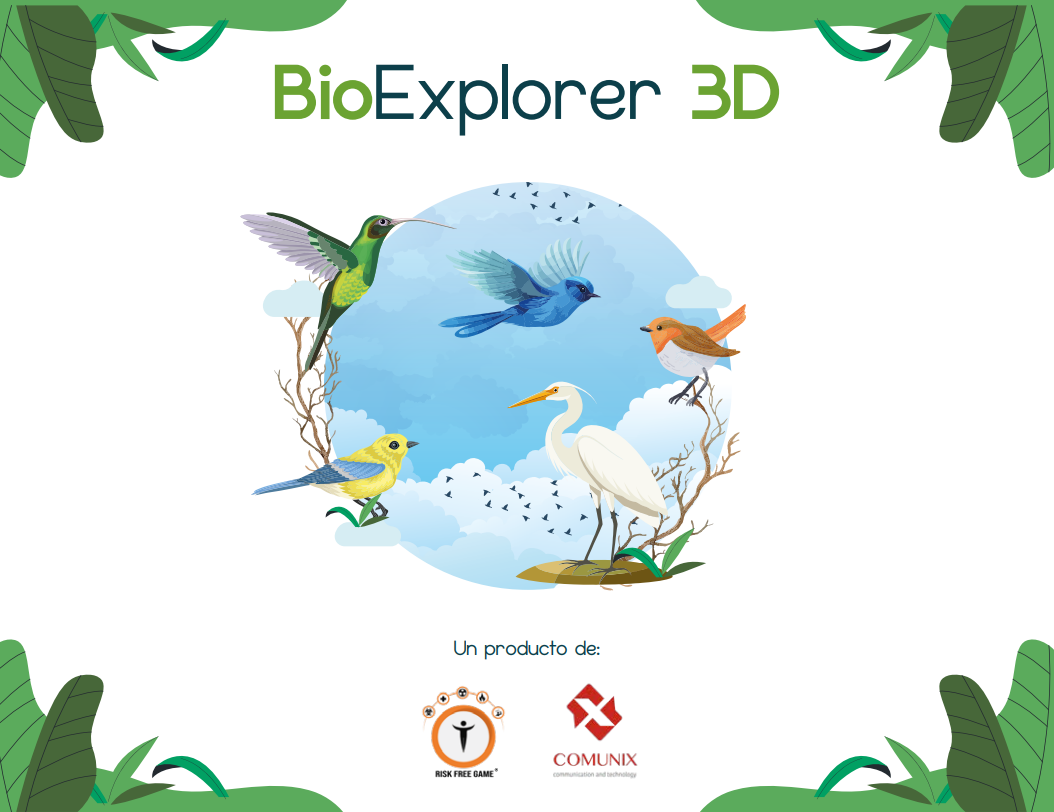 BioExplorer 3D
Un producto de:
RISK FREE GAME®
COMUNIX
communication and technology